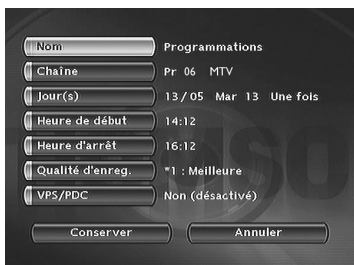 Nom Programmations
Chaîne Pr 06 MTV
Jour(s) 13/05 Mar 13 Une fois
Heure de début 14:12
Heure d'arrêt 16:12
Qualité d'enreg. *1 : Meilleure
VPS/PDC Non (désactivé)
Conserver Annuler